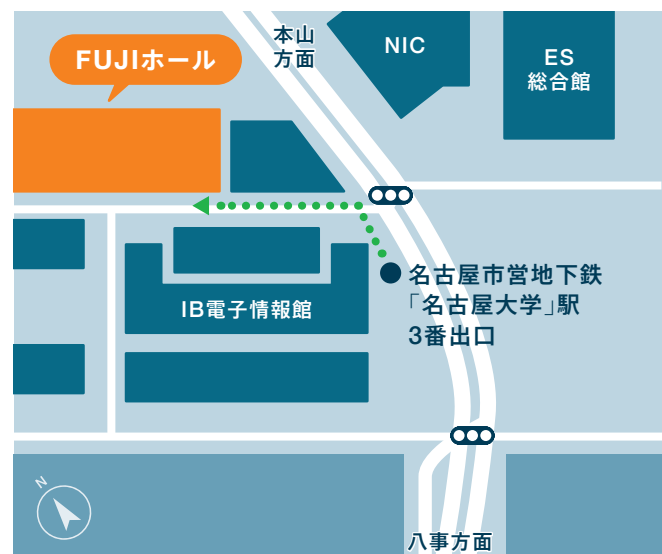 本山
方面
NIC
ES
総合館
FUJIホール
IB電子情報館
名古屋市営地下鉄
「名古屋大学」駅
3番出口
N
八事方面